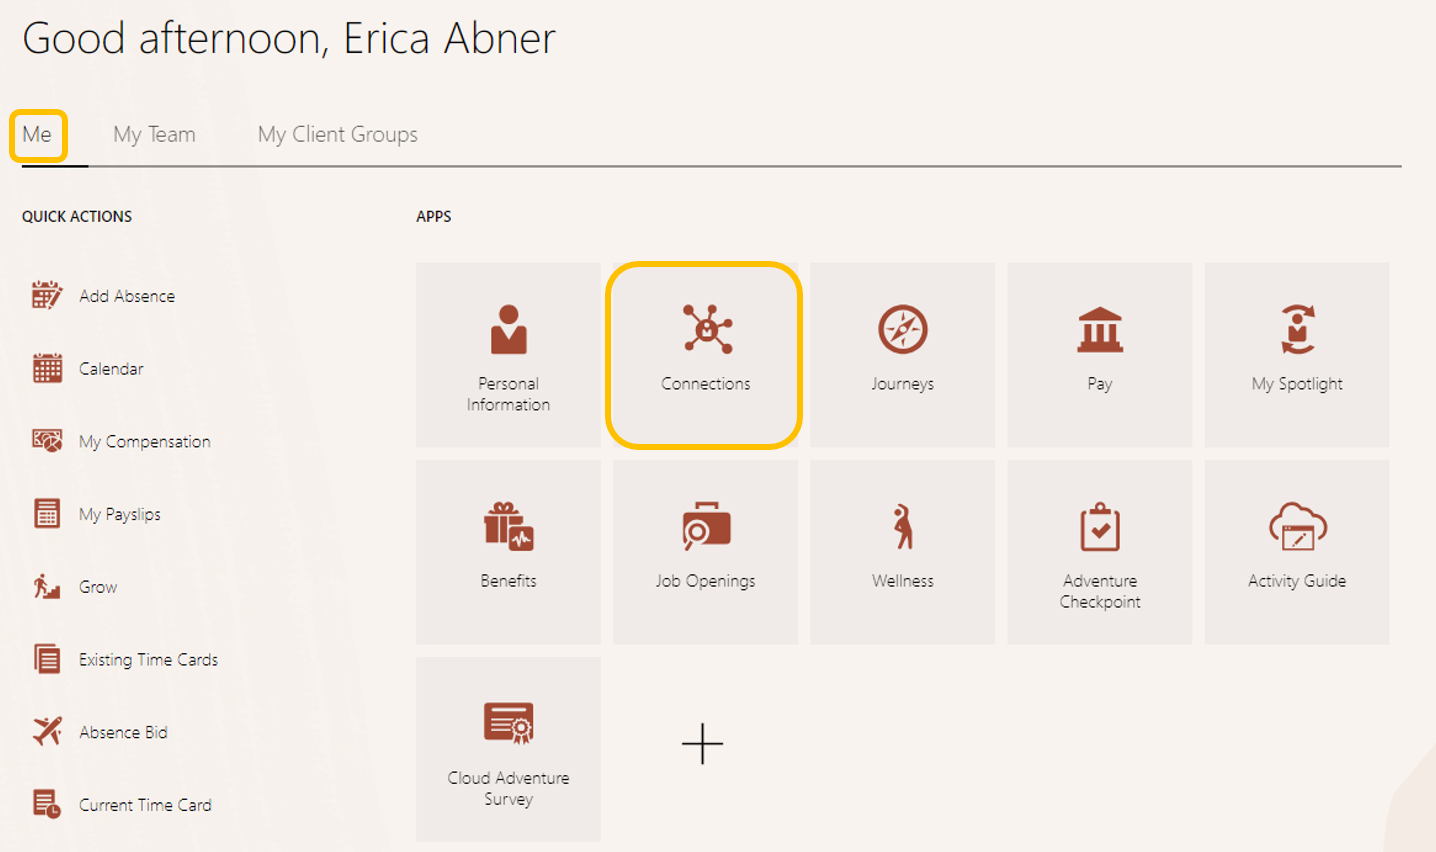 Good afternoon, Erica Abner
Me
My Team
My Client Groups
QUICK ACTIONS
Add Absence
Calendar
My Compensation
My Payslips
Grow
Existing Time Cards
Absence Bid
Current Time Card
APPS
Personal
Information
Connections
Journeys
Pay
My Spotlight
Benefits
Job Openings
Wellness
Adventure
Checkpoint
Activity Guide
Cloud Adventure
Survey